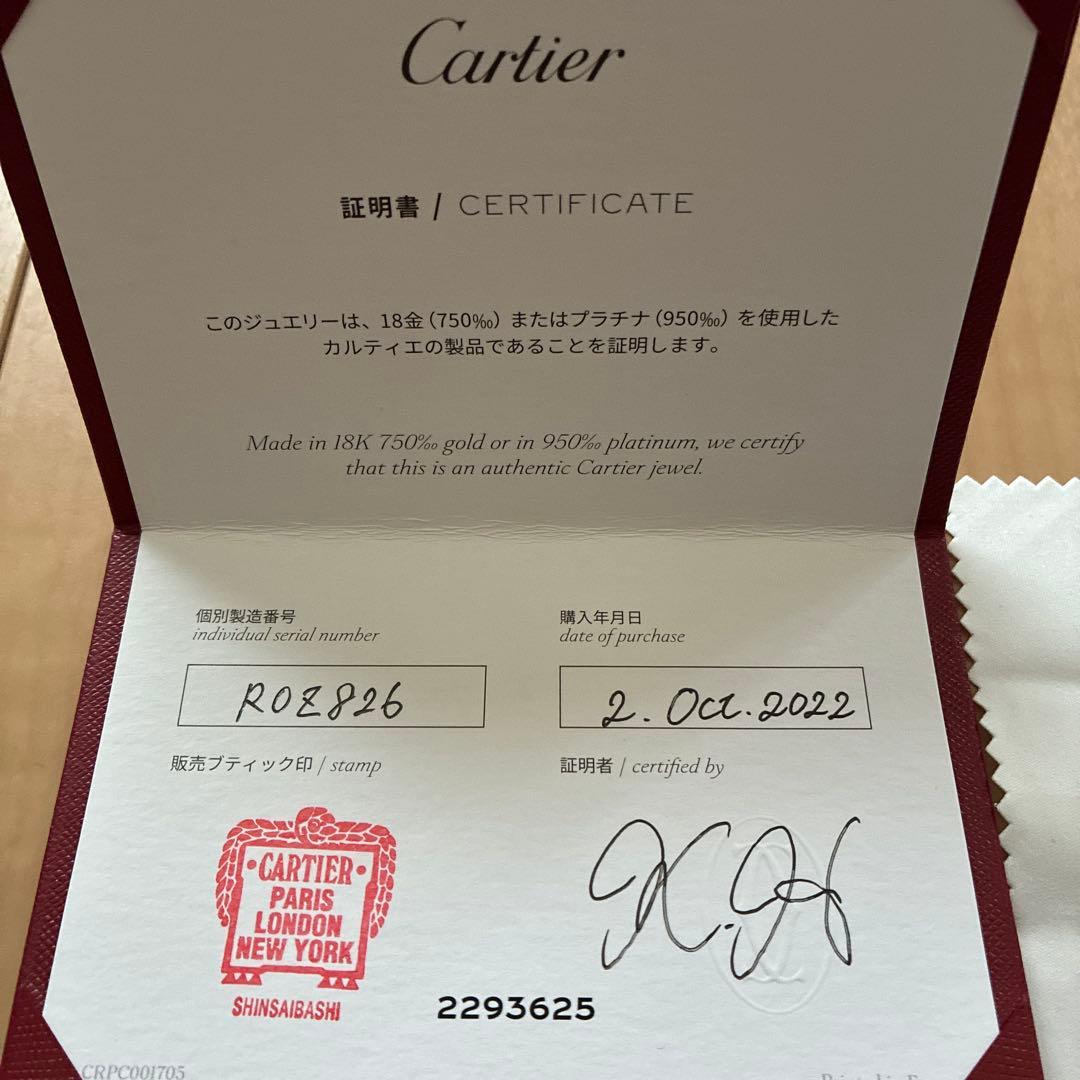 Cartier
証明書 / CERTIFICATE
このジュエリーは、18金(750‰)またはプラチナ(950‰)を使用した
カルティエの製品であることを証明します。
Made in 18K 750‰ gold or in 950‰ platinum, we certify
that this is an authentic Cartier jewel.
個別製造番号
individual serial number
ROZ826
購入年月日
date of purchase
2. Oct. 2022
販売ブティック印 / stamp
·CARTIER·
PARIS
LONDON
NEW YORK
SHINSAIBASHI
証明者 / certified by
2293625
CRPC001705
Printed in